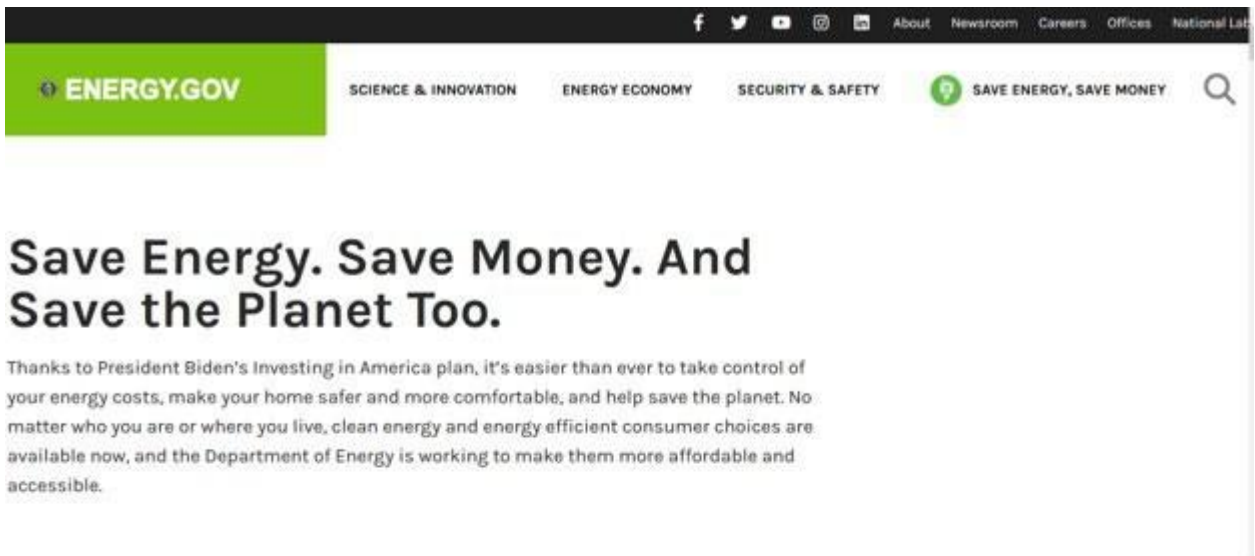 About Newsroom Careers Offices National Lab
ENERGY.GOV SCIENCE & INNOVATION ENERGY ECONOMY SECURITY & SAFETY SAVE ENERGY, SAVE MONEY
Save Energy. Save Money. And
Save the Planet Too.
Thanks to President Biden's Investing in America plan, it's easier than ever to take control of
your energy costs, make your home safer and more comfortable, and help save the planet. No
matter who you are or where you live, clean energy and energy efficient consumer choices are
available now, and the Department of Energy is working to make them more affordable and
accessible.